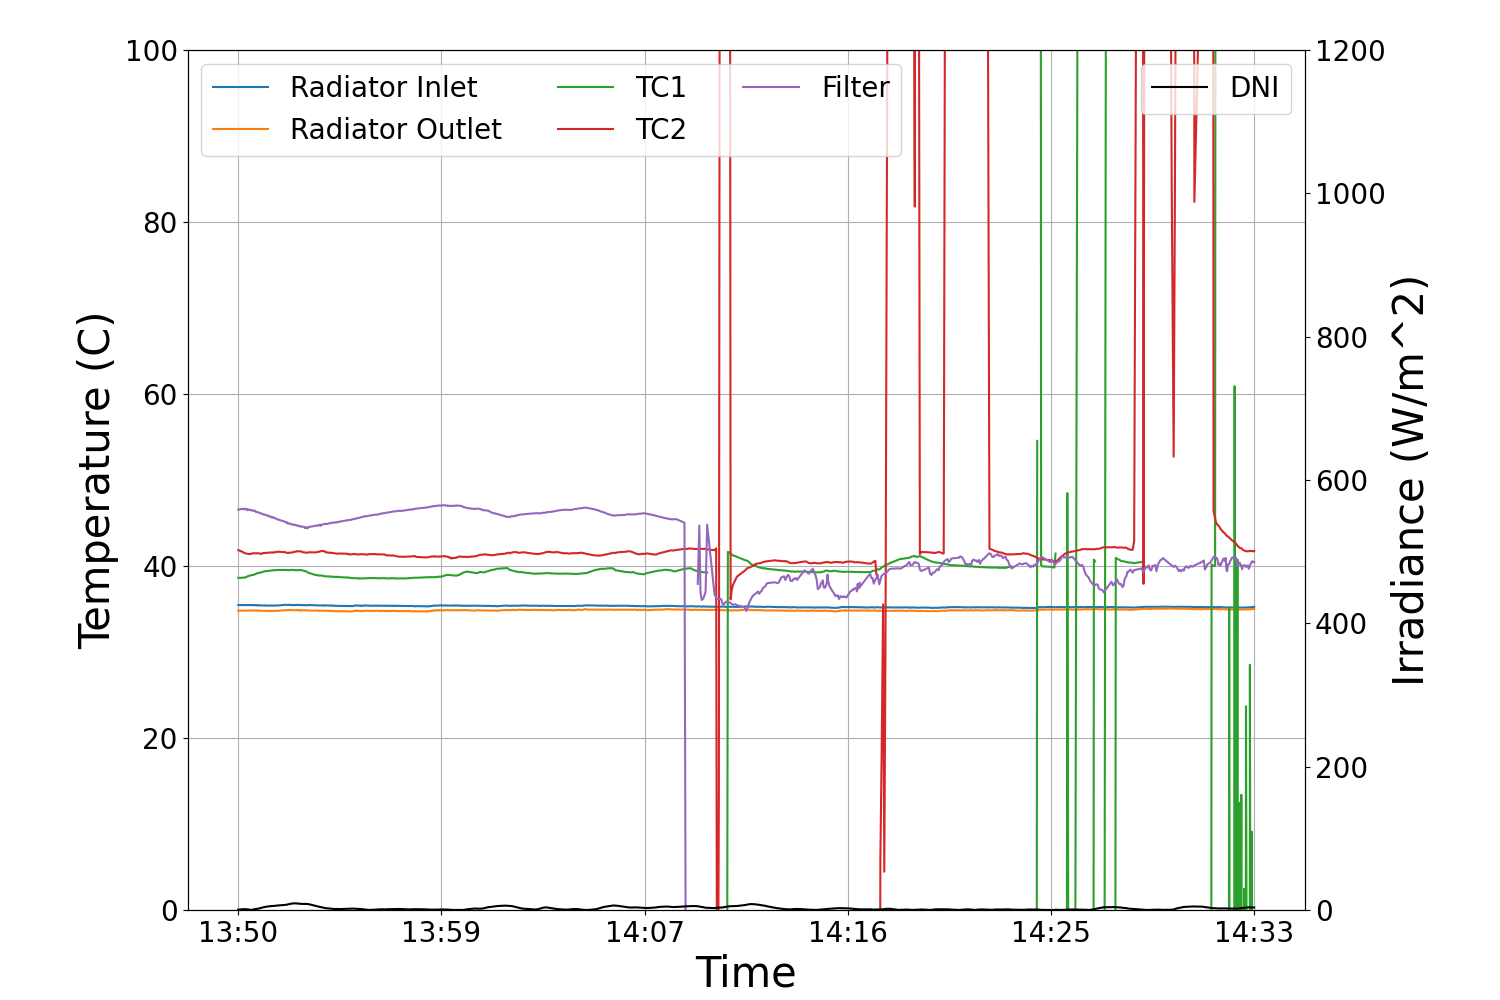 100
80
60
40
20
0
Temperature (C)
Radiator Inlet
Radiator Outlet
TC1
TC2
Filter
DNI
1200
1000
800
600
400
200
0
Irradiance (W/m^2)
13:50 13:59 14:07 14:16 14:25 14:33
Time